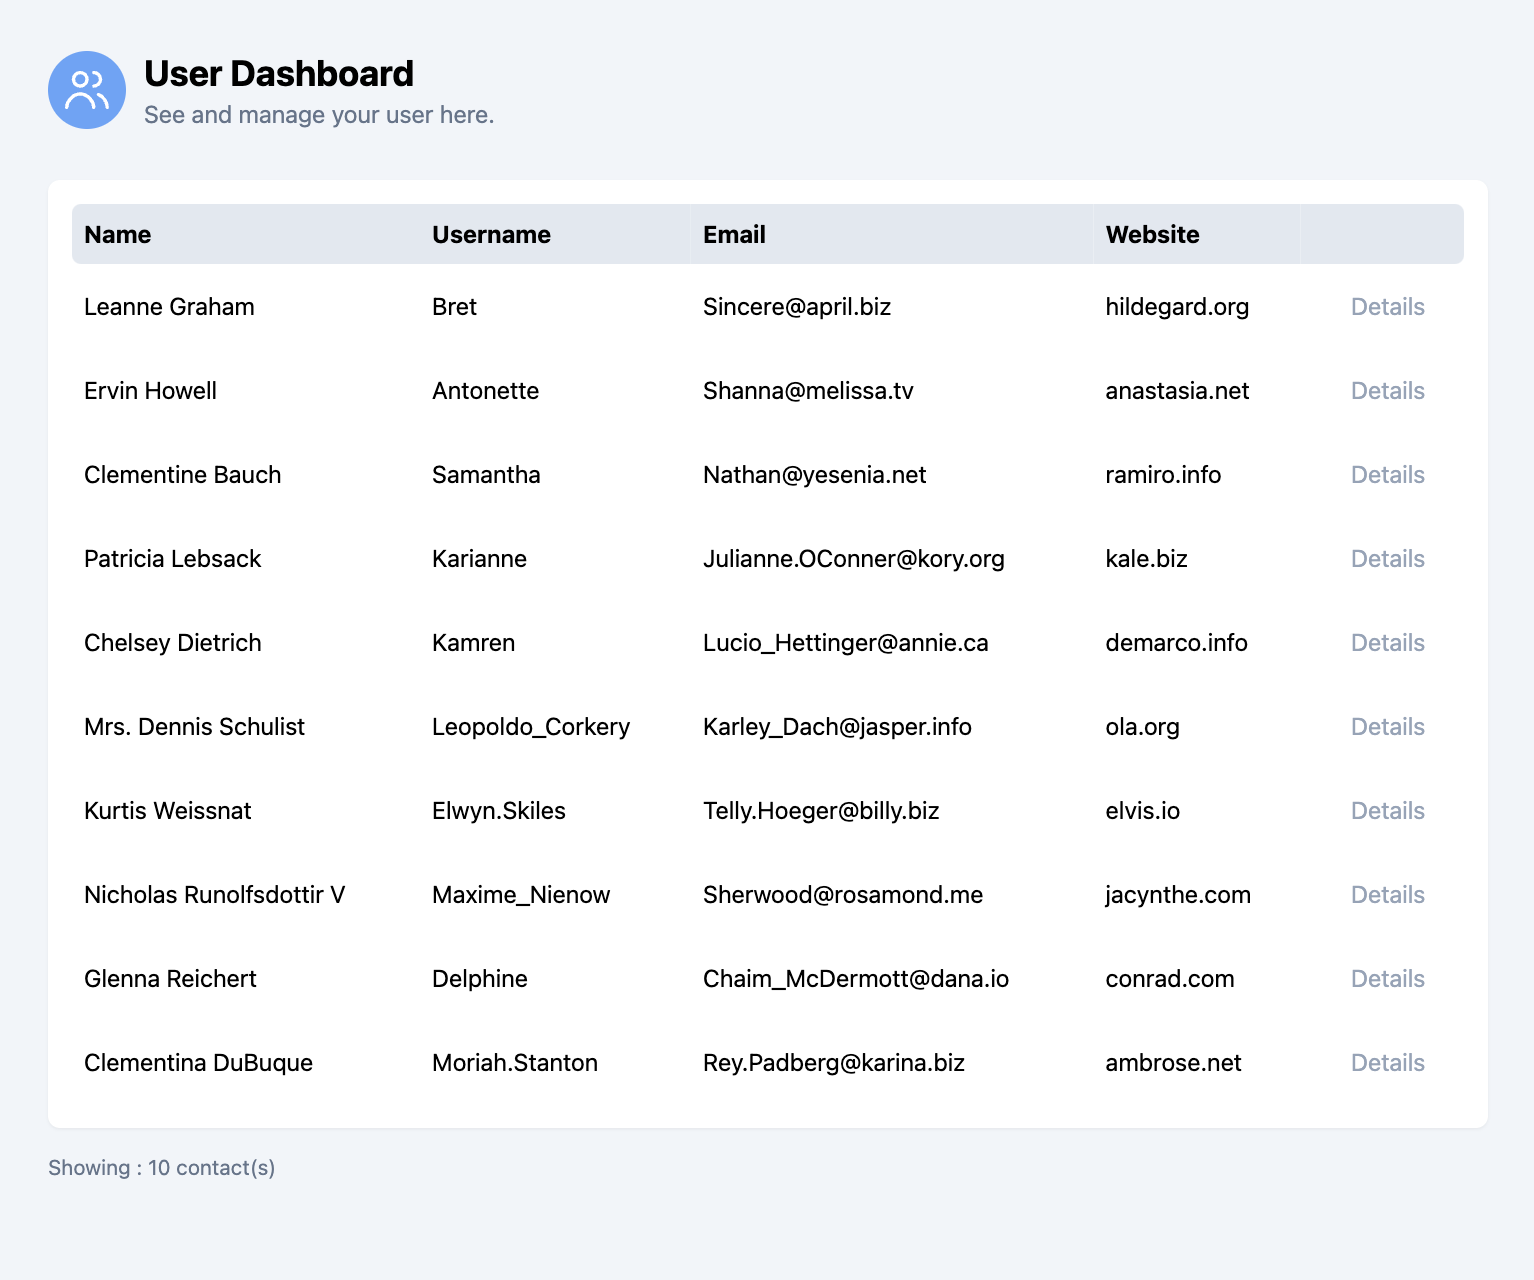 User Dashboard
See and manage your user here.
Name Username Email Website
Leanne Graham Bret Sincere@april.biz hildegard.org Details
Ervin Howell Antonette Shanna@melissa.tv anastasia.net Details
Clementine Bauch Samantha Nathan@yesenia.net ramiro.info Details
Patricia Lebsack Karianne Julianne.OConner@kory.org kale.biz Details
Chelsey Dietrich Kamren Lucio_Hettinger@annie.ca demarco.info Details
Mrs. Dennis Schulist Leopoldo_Corkery Karley_Dach@jasper.info ola.org Details
Kurtis Weissnat Elwyn.Skiles Telly.Hoeger@billy.biz elvis.io Details
Nicholas Runolfsdottir V Maxime_Nienow Sherwood@rosamond.me jacynthe.com Details
Glenna Reichert Delphine Chaim_McDermott@dana.io conrad.com Details
Clementina DuBuque Moriah.Stanton Rey.Padberg@karina.biz ambrose.net Details
Showing : 10 contact(s)